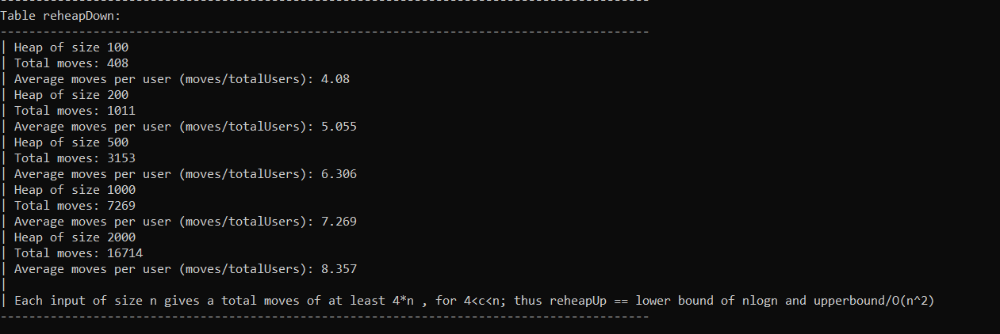 ---------------------------------------------------------------------------------------------
Table reheapDown:
-------------------------------------------------------------------------------------------
| Heap of size 100
| Total moves: 408
| Average moves per user (moves/totalUsers): 4.08
| Heap of size 200
| Total moves: 1011
| Average moves per user (moves/totalUsers): 5.055
| Heap of size 500
| Total moves: 3153
| Average moves per user (moves/totalUsers): 6.306
| Heap of size 1000
| Total moves: 7269
| Average moves per user (moves/totalUsers): 7.269
| Heap of size 2000
| Total moves: 16714
| Average moves per user (moves/totalUsers): 8.357
|
| Each input of size n gives a total moves of at least 4*n , for 4<c<n; thus reheapUp == lower bound of nlogn and upperbound/O(n^2)
-------------------------------------------------------------------------------------------